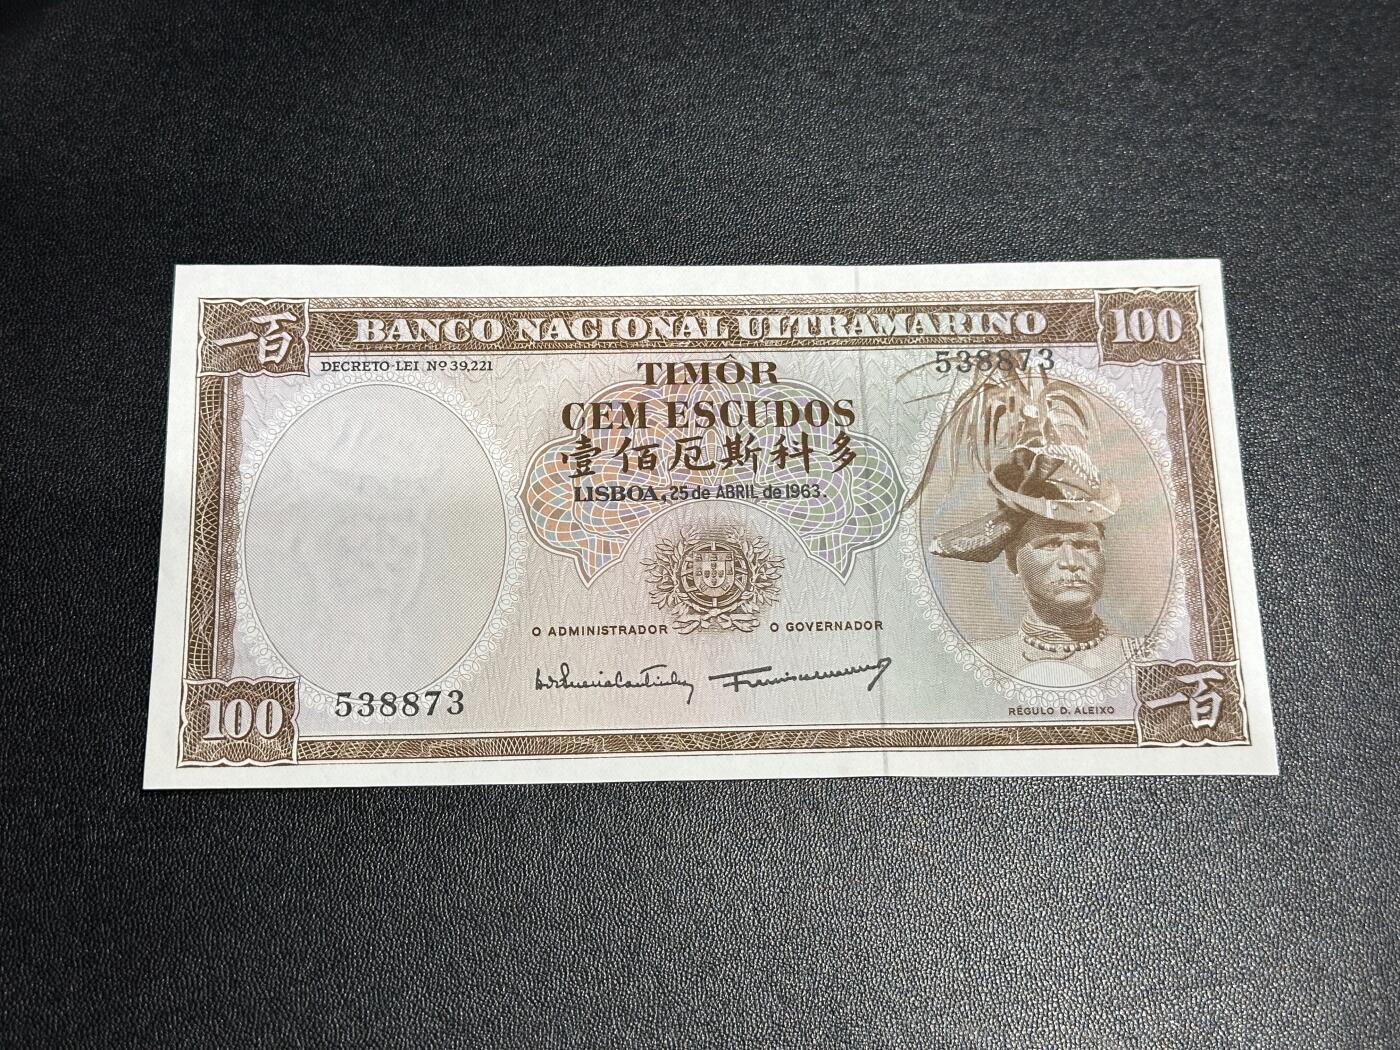 一百 BANCO NACIONAL ULTRAMARINO 100
DECRETO-LEI Nº 39,221
TIMÔR
538873
CEM ESCUDOS
壹佰厄斯科多
LISBOA, 25 de ABRIL de 1963.
O ADMINISTRADOR O GOVERNADOR
538873
RÉGULO D. ALEIXO
100 一百